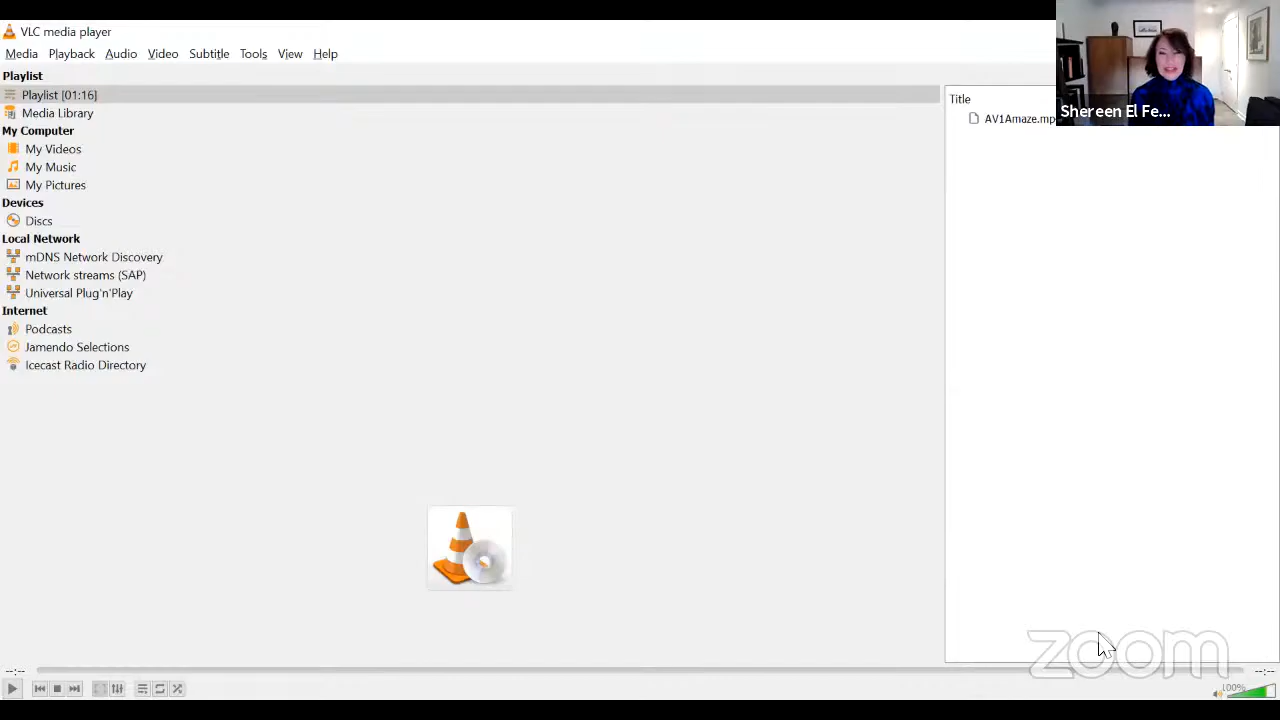 VLC media player
Media Playback Audio Video Subtitle Tools View Help
Playlist
Playlist [01:16]
Media Library
My Computer
My Videos
My Music
My Pictures
Devices
Discs
Local Network
mDNS Network Discovery
Network streams (SAP)
Universal Plug'n'Play
Internet
Podcasts
Jamendo Selections
Icecast Radio Directory
Title
AV1Amaze.mp
Shereen El Fe...
zoom
--:--
--:--
100%